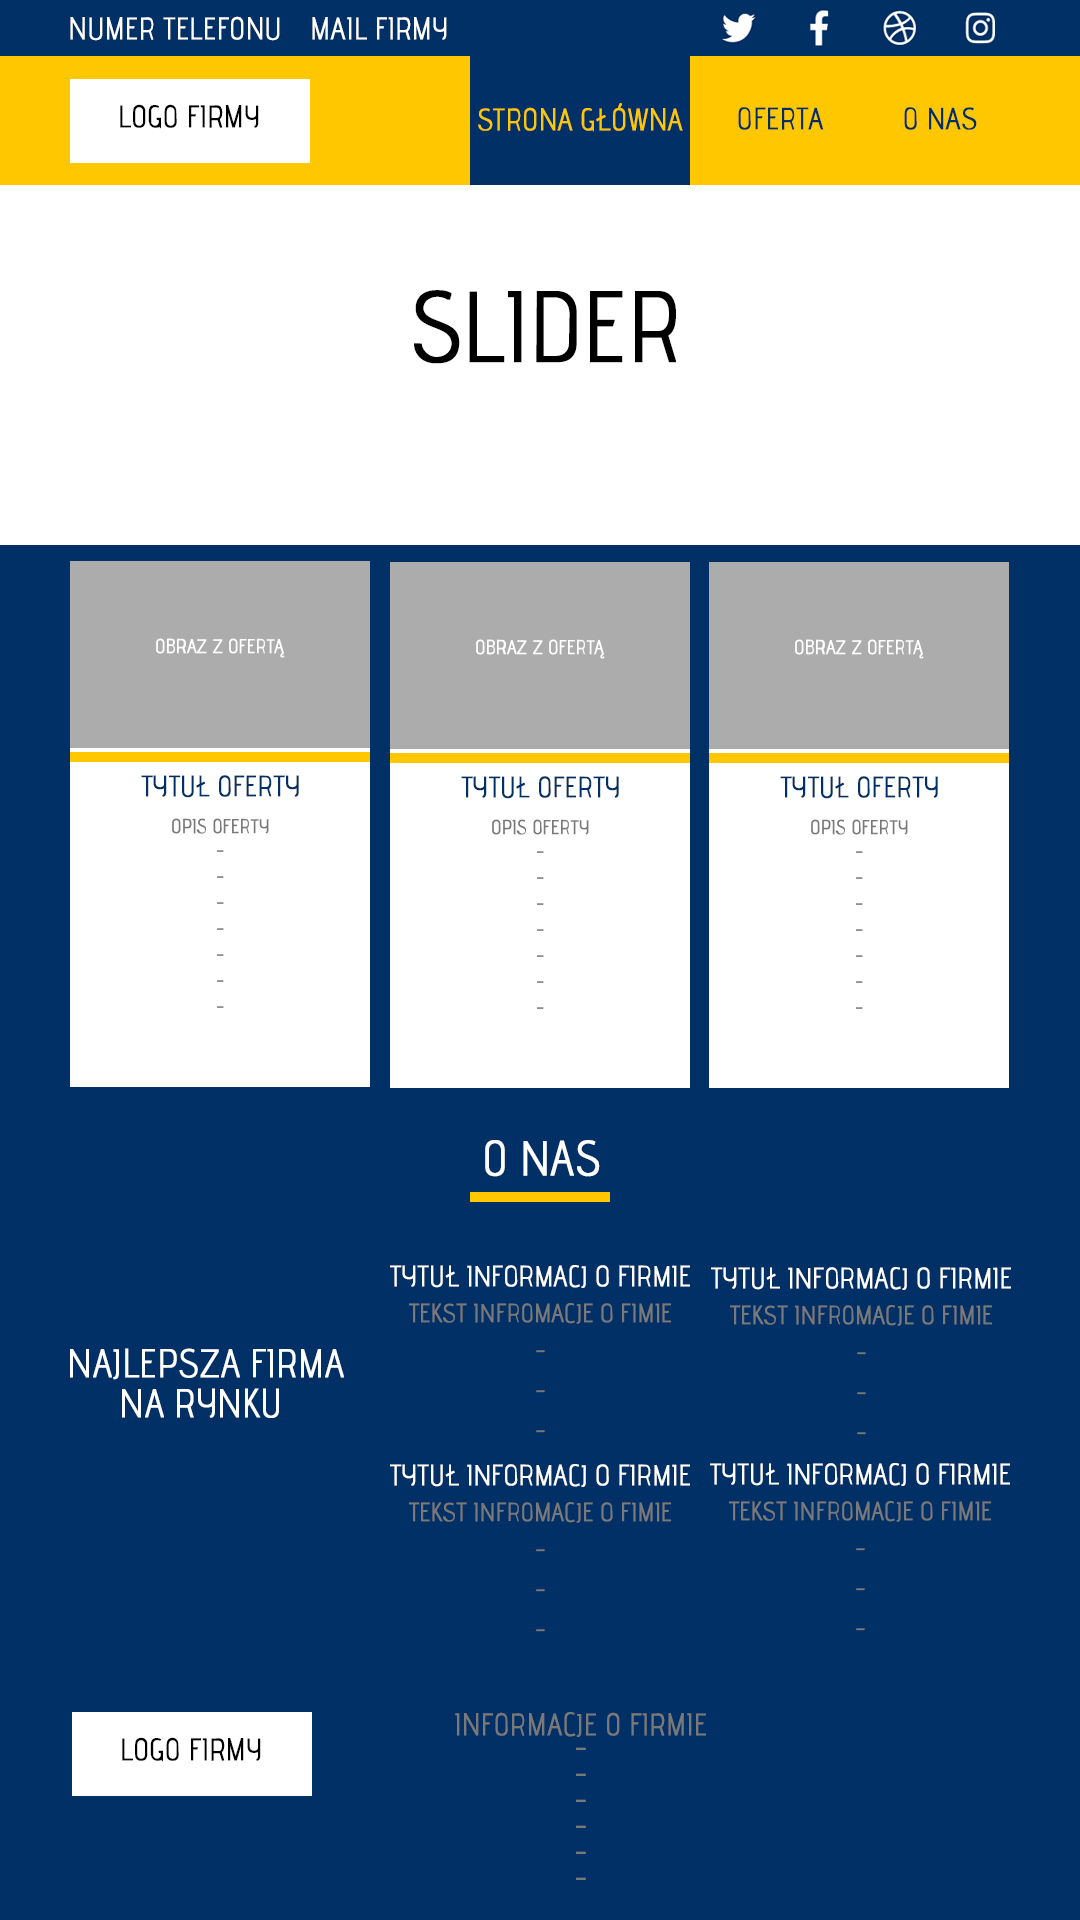 NUMER TELEFONU MAIL FIRMY
LOGO FIRMY
STRONA GŁÓWNA OFERTA O NAS
SLIDER
OBRAZ Z OFERTĄ
TYTUŁ OFERTY
OPIS OFERTY
-
-
-
-
-
-
-
OBRAZ Z OFERTĄ
TYTUŁ OFERTY
OPIS OFERTY
-
-
-
-
-
-
-
OBRAZ Z OFERTĄ
TYTUŁ OFERTY
OPIS OFERTY
-
-
-
-
-
-
-
O NAS
NAJLEPSZA FIRMA
NA RYNKU
TYTUŁ INFORMACJ O FIRMIE
TEKST INFROMACJE O FIMIE
-
-
-
TYTUŁ INFORMACJ O FIRMIE
TEKST INFROMACJE O FIMIE
-
-
-
TYTUŁ INFORMACJ O FIRMIE
TEKST INFROMACJE O FIMIE
-
-
-
TYTUŁ INFORMACJ O FIRMIE
TEKST INFROMACJE O FIMIE
-
-
-
LOGO FIRMY
INFORMACJE O FIRMIE
-
-
-
-
-
-